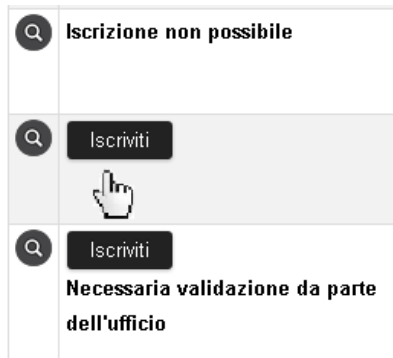 Iscrizione non possibile
Iscriviti
Iscriviti
Necessaria validazione da parte
dell'ufficio